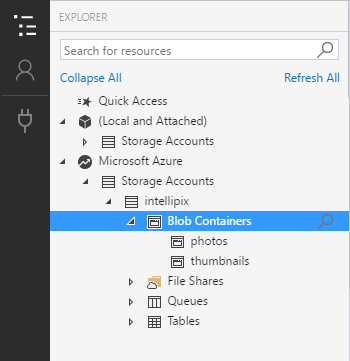 EXPLORER
Search for resources
Collapse All Refresh All
Quick Access
(Local and Attached)
Storage Accounts
Microsoft Azure
Storage Accounts
intellipix
Blob Containers
photos
thumbnails
File Shares
Queues
Tables